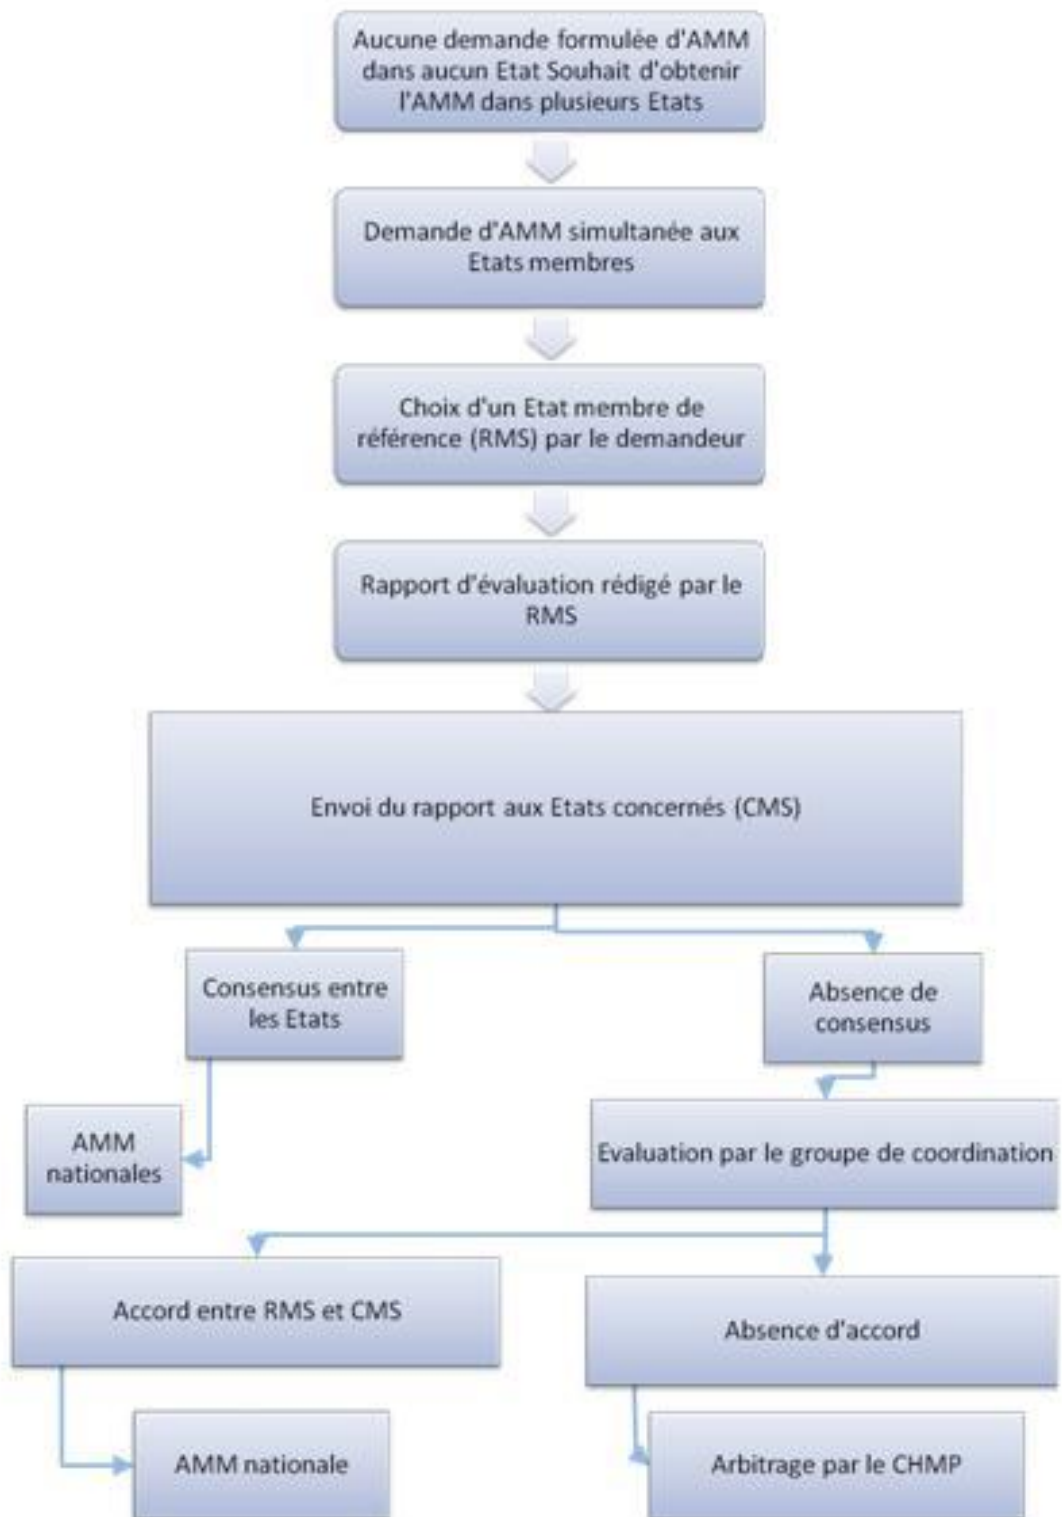 Aucune demande formulée d'AMM
dans aucun Etat Souhait d'obtenir
l'AMM dans plusieurs Etats
Demande d'AMM simultanée aux
Etats membres
Choix d'un Etat membre de
référence (RMS) par le demandeur
Rapport d'évaluation rédigé par le
RMS
Envoi du rapport aux Etats concernés (CMS)
Consensus entre
les Etats
Absence de
consensus
AMM
nationales
Evaluation par le groupe de coordination
Accord entre RMS et CMS
Absence d'accord
AMM nationale
Arbitrage par le CHMP